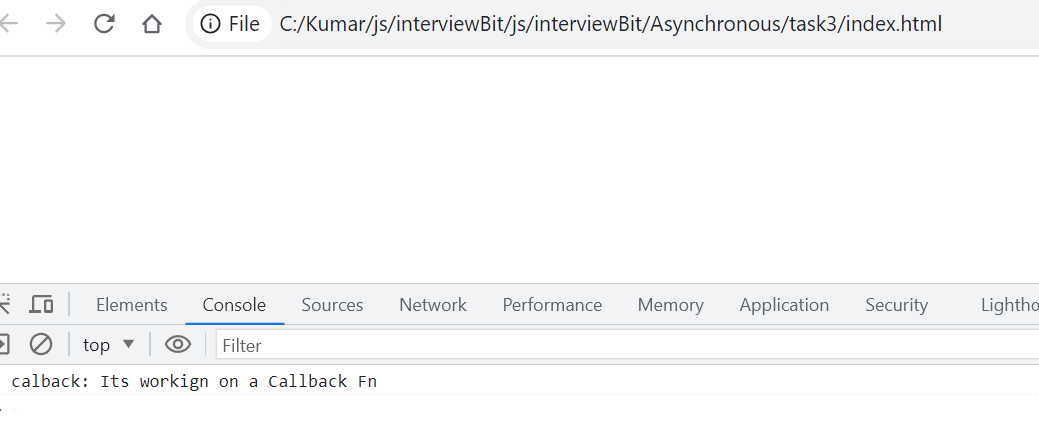 File C:/Kumar/js/interviewBit/js/interviewBit/Asynchronous/task3/index.html
Elements Console Sources Network Performance Memory Application Security Lightho
top Filter
calback: Its workign on a Callback Fn